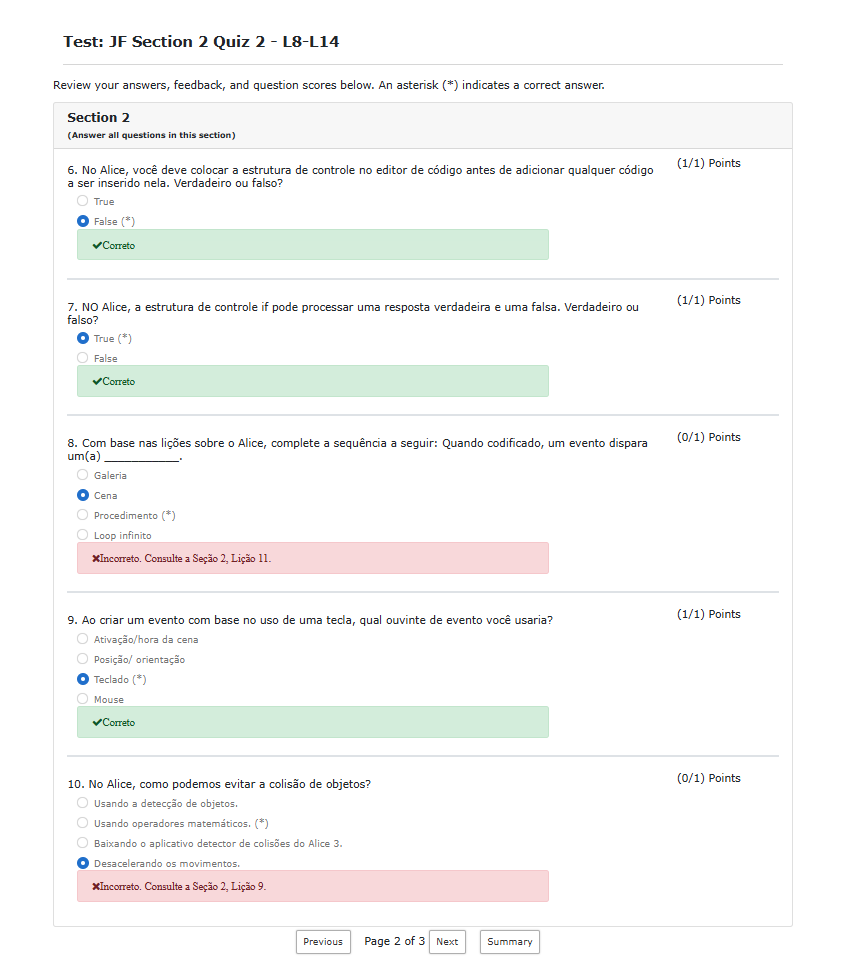 Test: JF Section 2 Quiz 2 - L8-L14
Review your answers, feedback, and question scores below. An asterisk (*) indicates a correct answer.
Section 2
(Answer all questions in this section)
6. No Alice, você deve colocar a estrutura de controle no editor de código antes de adicionar qualquer código
a ser inserido nela. Verdadeiro ou falso?
(1/1) Points
True
False (*)
✔Correto
7. NO Alice, a estrutura de controle if pode processar uma resposta verdadeira e uma falsa. Verdadeiro ou
falso?
(1/1) Points
True (*)
False
✔Correto
8. Com base nas lições sobre o Alice, complete a sequência a seguir: Quando codificado, um evento dispara
um(a) ____________.
(0/1) Points
Galeria
Cena
Procedimento (*)
Loop infinito
✖Incorreto. Consulte a Seção 2, Lição 11.
9. Ao criar um evento com base no uso de uma tecla, qual ouvinte de evento você usaria?
(1/1) Points
Ativação/hora da cena
Posição/ orientação
Teclado (*)
Mouse
✔Correto
10. No Alice, como podemos evitar a colisão de objetos?
(0/1) Points
Usando a detecção de objetos.
Usando operadores matemáticos. (*)
Baixando o aplicativo detector de colisões do Alice 3.
Desacelerando os movimentos.
✖Incorreto. Consulte a Seção 2, Lição 9.
Previous Page 2 of 3 Next Summary